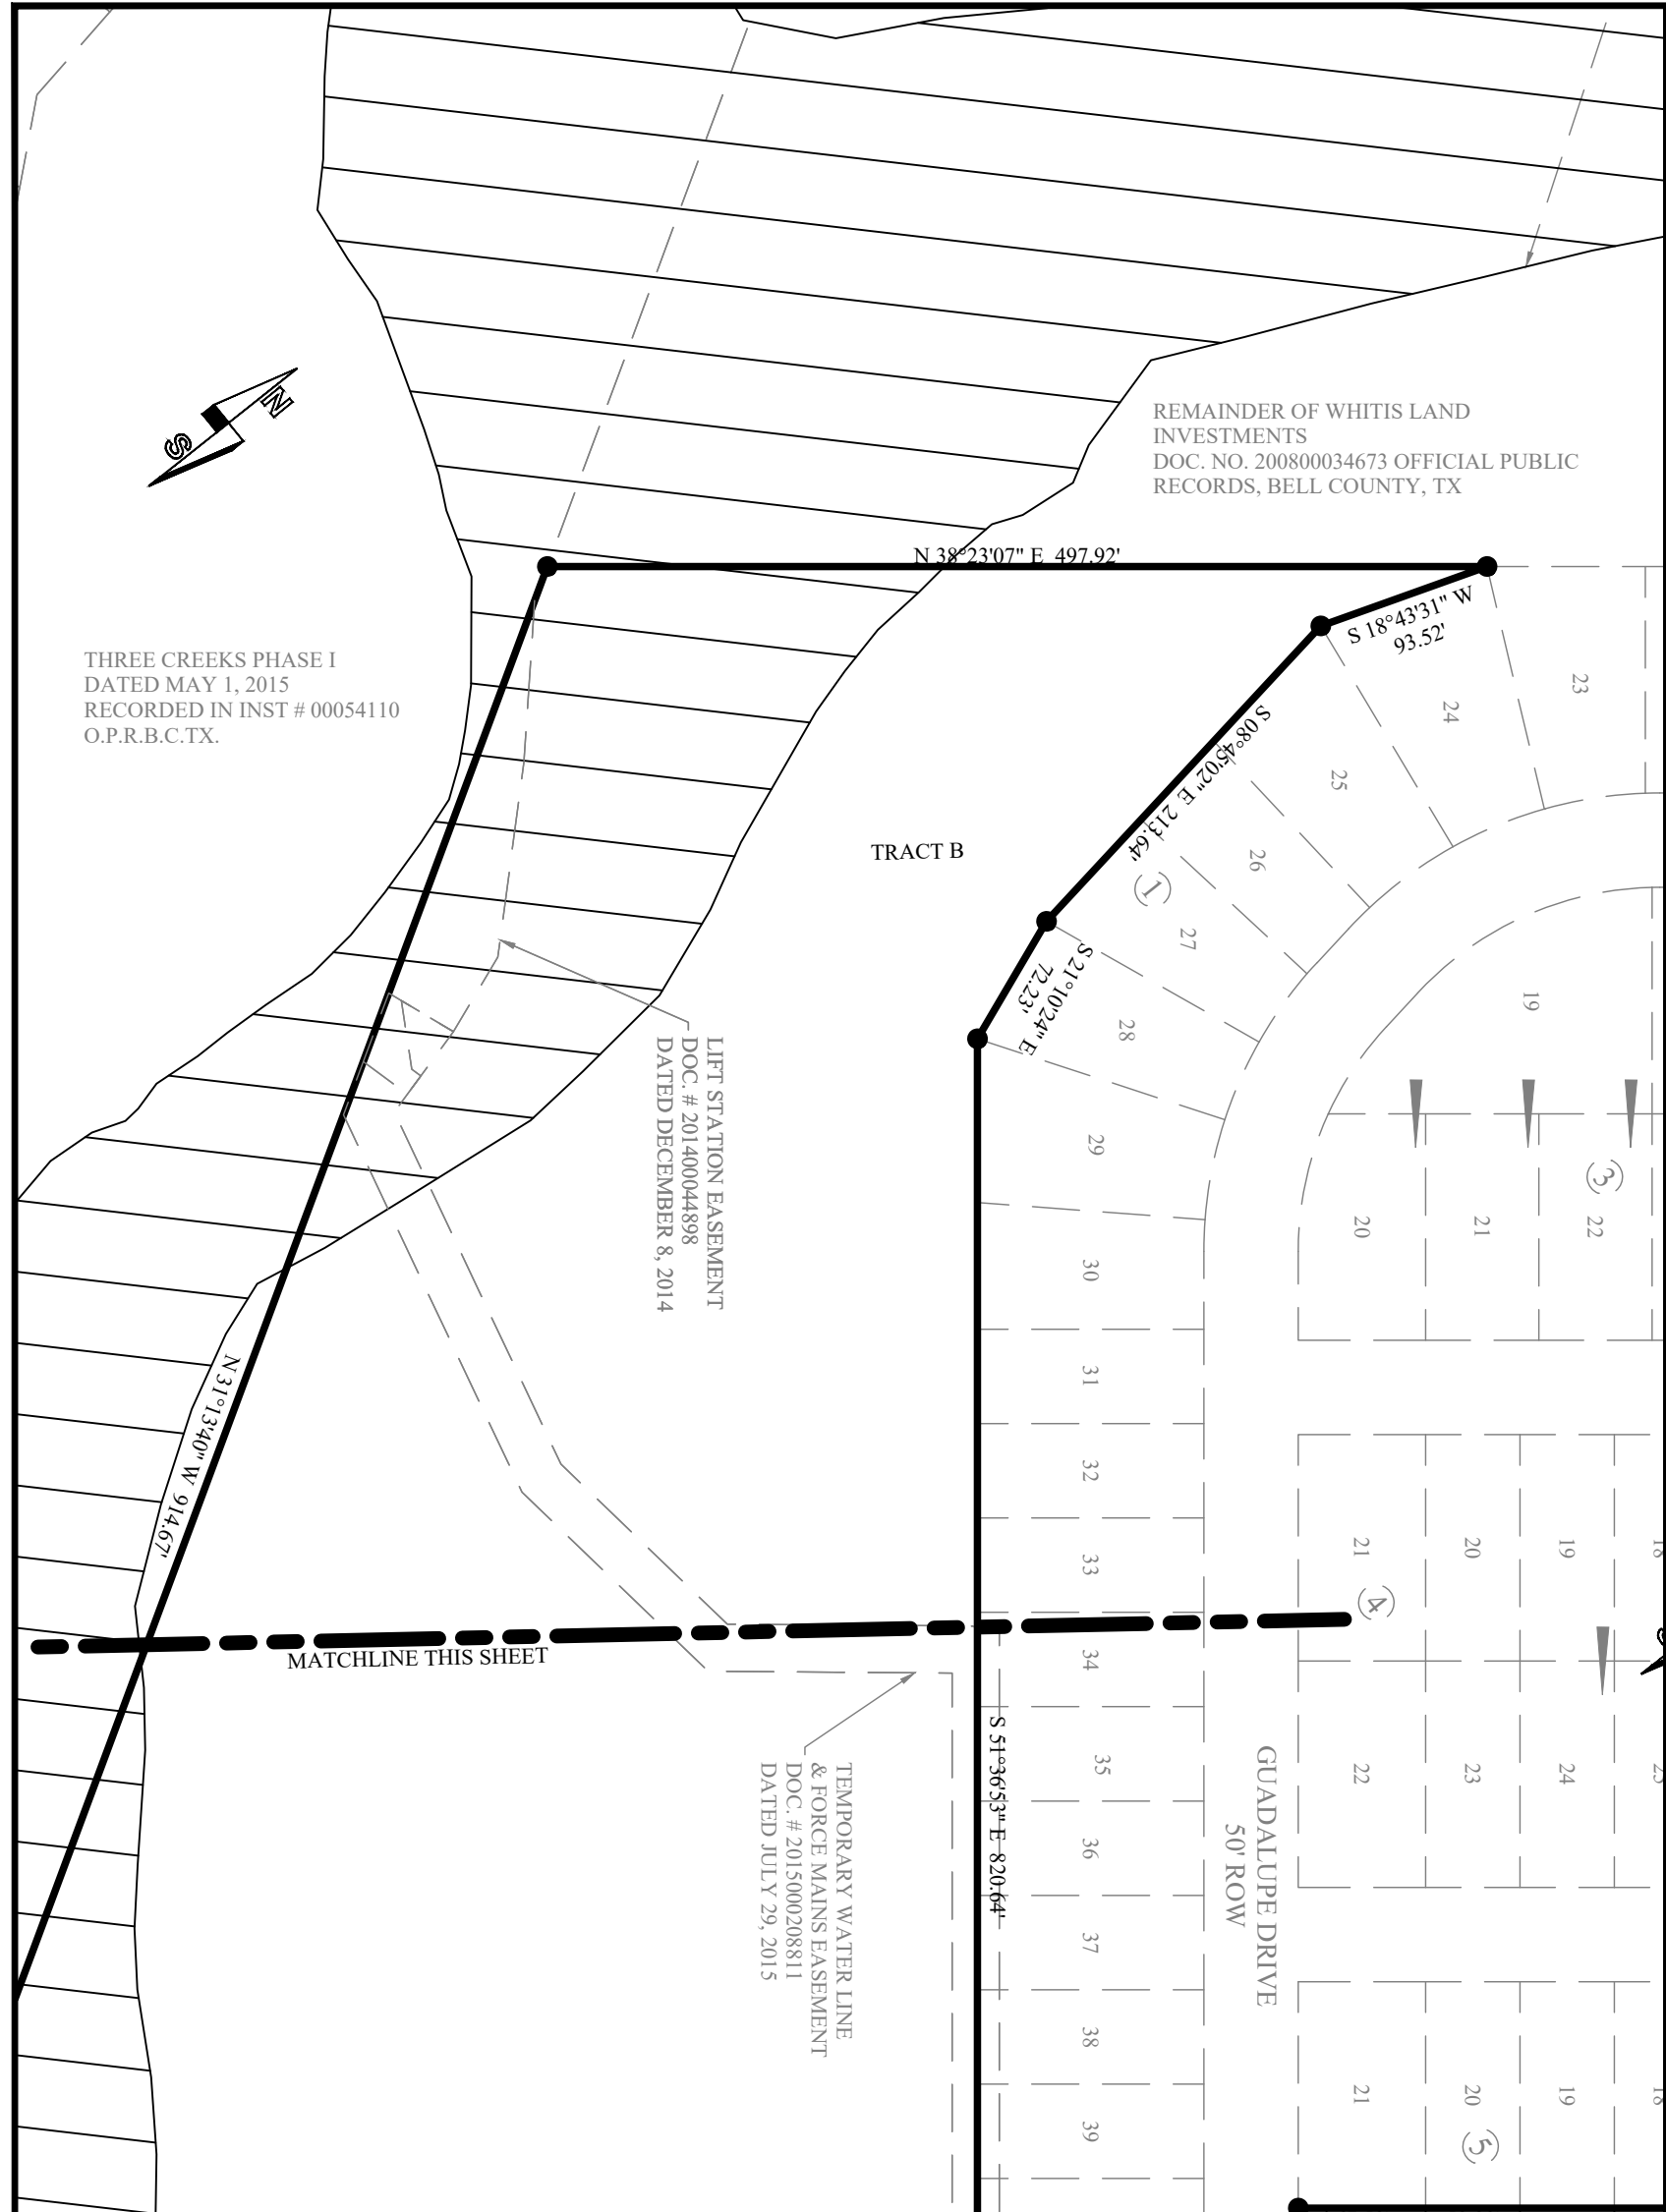 N
S
REMAINDER OF WHITIS LAND
INVESTMENTS
DOC. NO. 200800034673 OFFICIAL PUBLIC
RECORDS, BELL COUNTY, TX
N 38°23'07" E  497.92'
S 18°43'31" W
93.52'
THREE CREEKS PHASE I
DATED MAY 1, 2015
RECORDED IN INST # 00054110
O.P.R.B.C.TX.
23
24
25
S 08°45'02" E  213.64'
TRACT B
26
1
27
S 21°10'24" E
72.23'
28
19
LIFT STATION EASEMENT
DOC. # 201400044898
DATED DECEMBER 8, 2014
29
3
20
21
22
30
31
N 31°13'40" W  914.67'
32
33
21
20
19
18
4
MATCHLINE THIS SHEET
34
S 51°36'53" E  820.64'
35
22
23
24
25
GUADALUPE DRIVE
50' ROW
TEMPORARY WATER LINE
& FORCE MAINS EASEMENT
DOC. # 2015000208811
DATED JULY 29, 2015
36
37
38
39
21
20
19
18
5